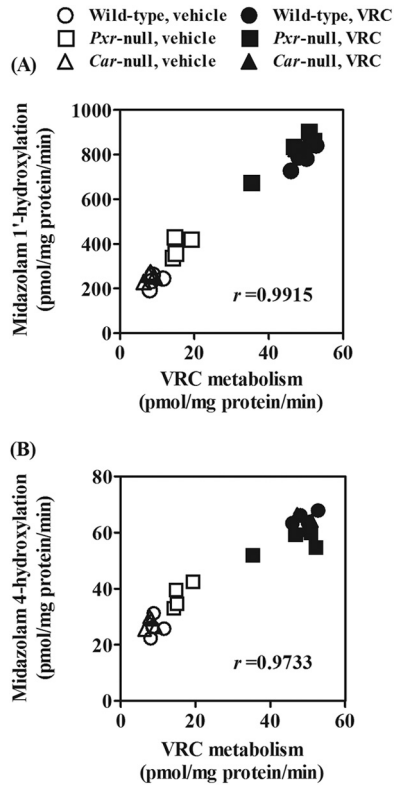 Wild-type, vehicle Wild-type, VRC
Pxr-null, vehicle Pxr-null, VRC
Car-null, vehicle Car-null, VRC
(A)
Midazolam 1'-hydroxylation
(pmol/mg protein/min)
1000
800
600
400
200
0
r=0.9915
0 20 40 60
VRC metabolism
(pmol/mg protein/min)
(B)
Midazolam 4-hydroxylation
(pmol/mg protein/min)
80
60
40
20
0
r=0.9733
0 20 40 60
VRC metabolism
(pmol/mg protein/min)